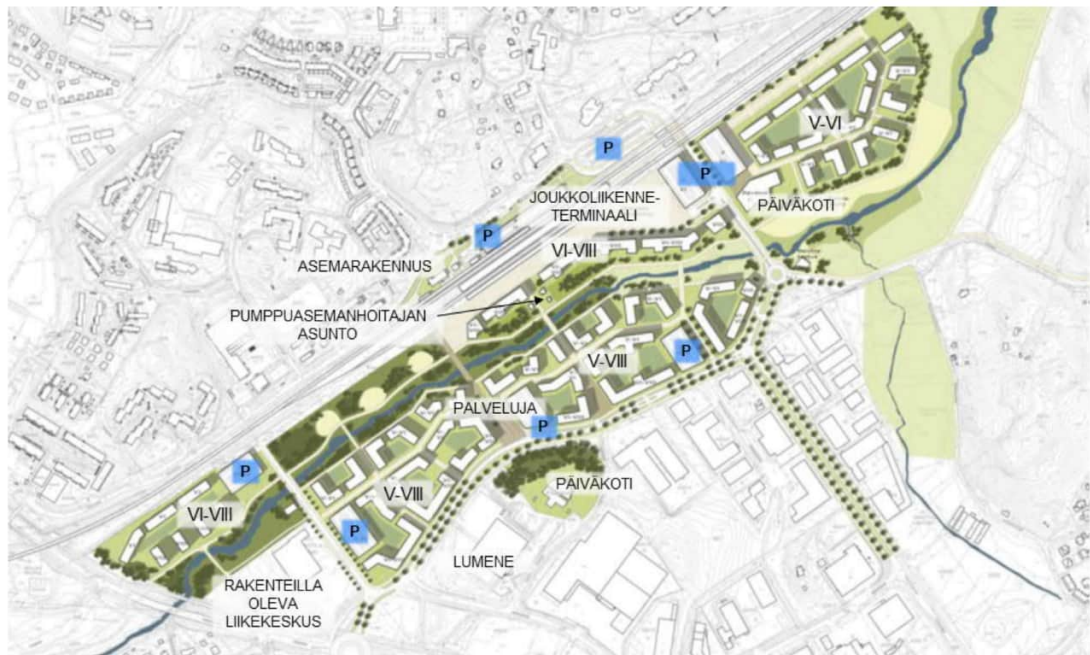 P
V-VI
P
JOUKKOLIIKENNE-
TERMINAALI
PÄIVÄKOTI
P
VI-VIII
ASEMARAKENNUS
PUMPPUASEMANHOITAJAN
ASUNTO
P
V-VIII
PALVELUJA
P
P
PÄIVÄKOTI
V-VIII
VI-VIII
P
LUMENE
RAKENTEILLA
OLEVA
LIIKEKESKUS